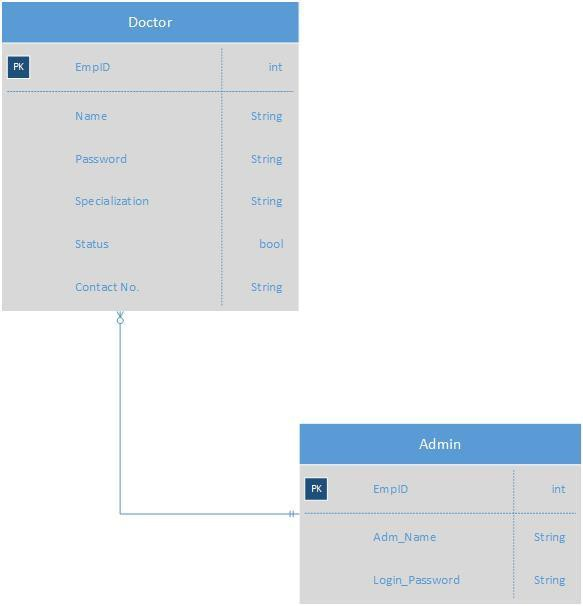 Doctor
PK EmpID int
Name String
Password String
Specialization String
Status bool
Contact No. String
Admin
PK EmpID int
Adm_Name String
Login_Password String